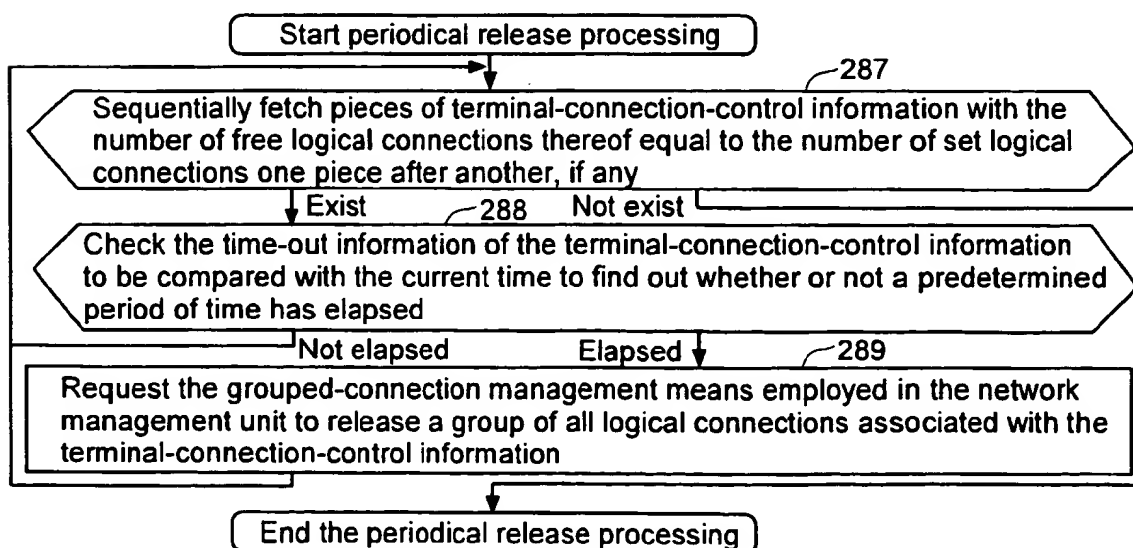 Start periodical release processing
287
Sequentially fetch pieces of terminal-connection-control information with the
number of free logical connections thereof equal to the number of set logical
connections one piece after another, if any
Exist
288
Not exist
Check the time-out information of the terminal-connection-control information
to be compared with the current time to find out whether or not a predetermined
period of time has elapsed
Not elapsed
Elapsed
289
Request the grouped-connection management means employed in the network
management unit to release a group of all logical connections associated with the
terminal-connection-control information
End the periodical release processing